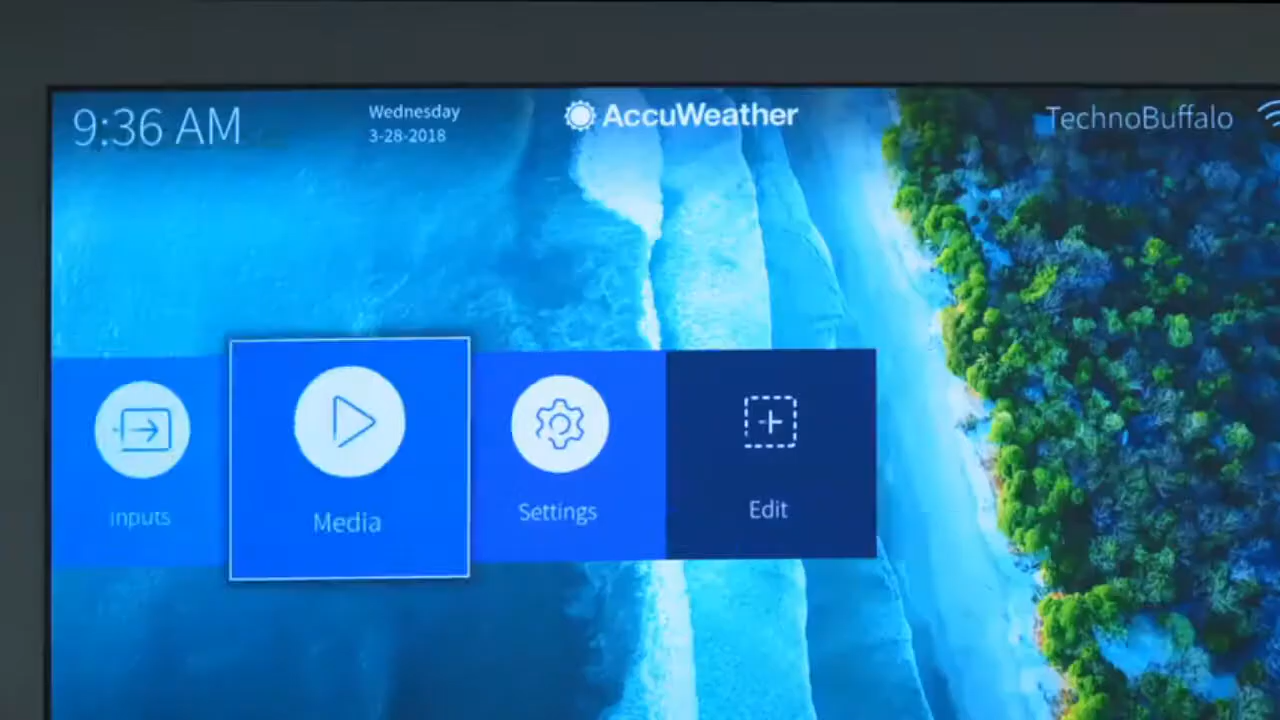 9:36 AM
Wednesday
3-28-2018
AccuWeather
TechnoBuffalo
Inputs
Media
Settings
Edit